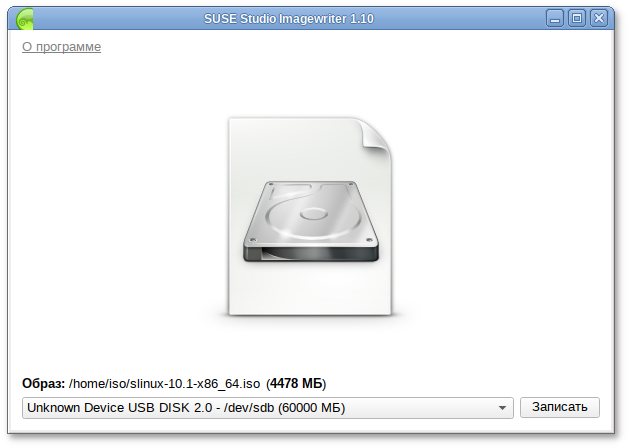 SUSE Studio Imagewriter 1.10
О программе
Образ: /home/iso/slinux-10.1-x86_64.iso (4478 МБ)
Unknown Device USB DISK 2.0 - /dev/sdb (60000 МБ)
Записать